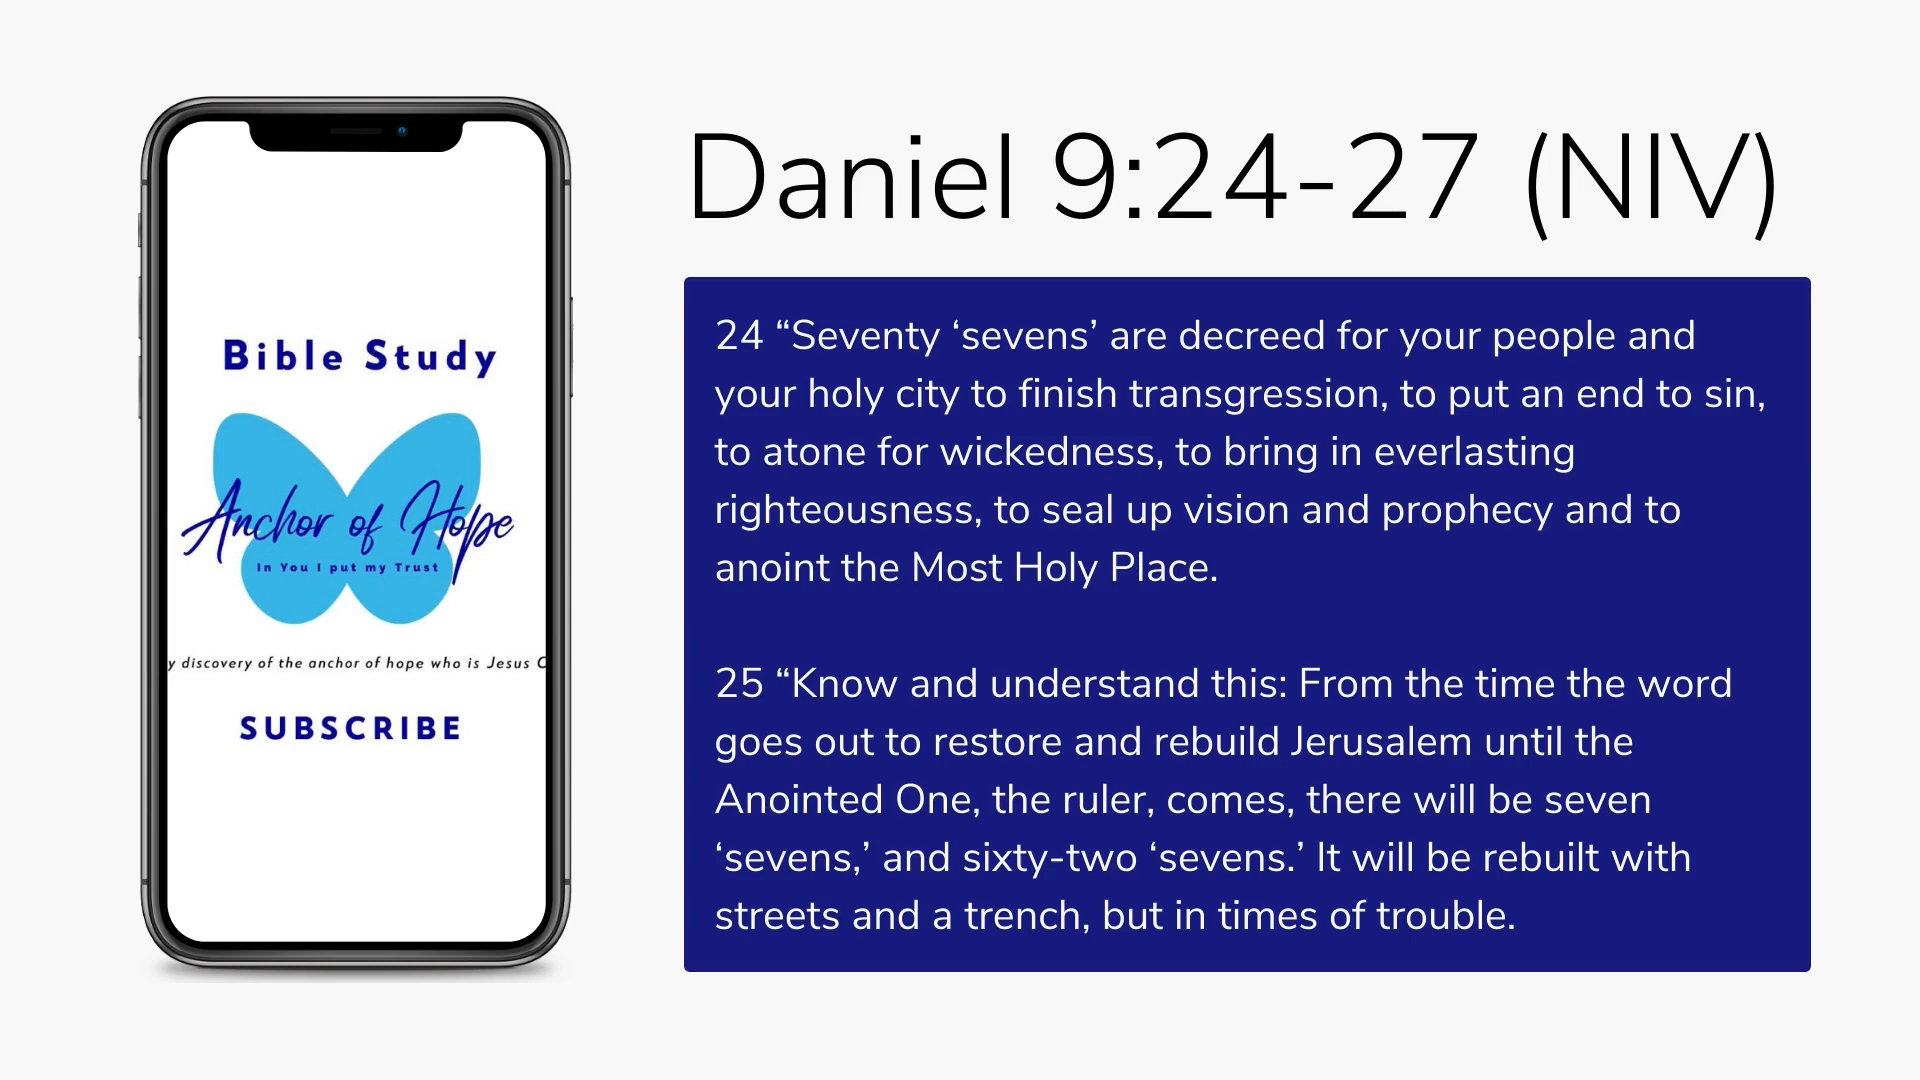 Bible Study
Anchor of Hope
In You I put my Trust
y discovery of the anchor of hope who is Jesus C
SUBSCRIBE
Daniel 9:24-27 (NIV)
24 “Seventy ‘sevens’ are decreed for your people and
your holy city to finish transgression, to put an end to sin,
to atone for wickedness, to bring in everlasting
righteousness, to seal up vision and prophecy and to
anoint the Most Holy Place.
25 “Know and understand this: From the time the word
goes out to restore and rebuild Jerusalem until the
Anointed One, the ruler, comes, there will be seven
‘sevens,’ and sixty-two ‘sevens.’ It will be rebuilt with
streets and a trench, but in times of trouble.